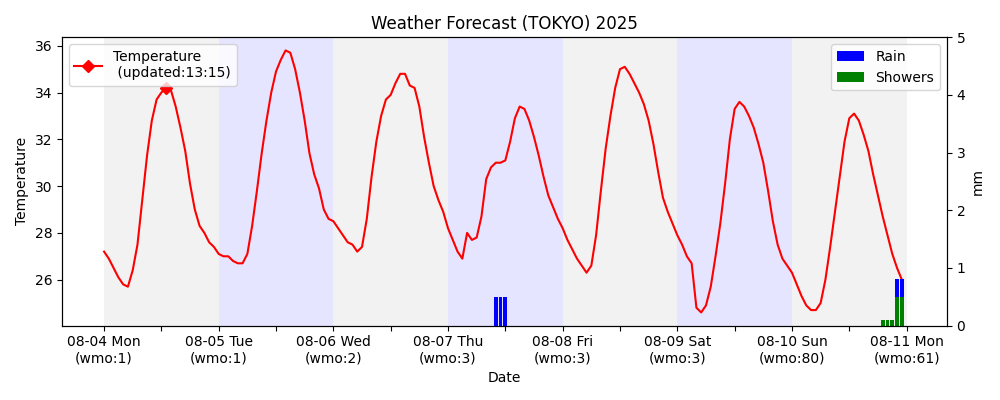 Weather Forecast (TOKYO) 2025
Temperature
(updated:13:15)
Rain
Showers
36
34
32
30
28
26
Temperature
5
4
3
2
1
0
mm
08-04 Mon
(wmo:1)
08-05 Tue
(wmo:1)
08-06 Wed
(wmo:2)
08-07 Thu
(wmo:3)
08-08 Fri
(wmo:3)
08-09 Sat
(wmo:3)
08-10 Sun
(wmo:80)
08-11 Mon
(wmo:61)
Date